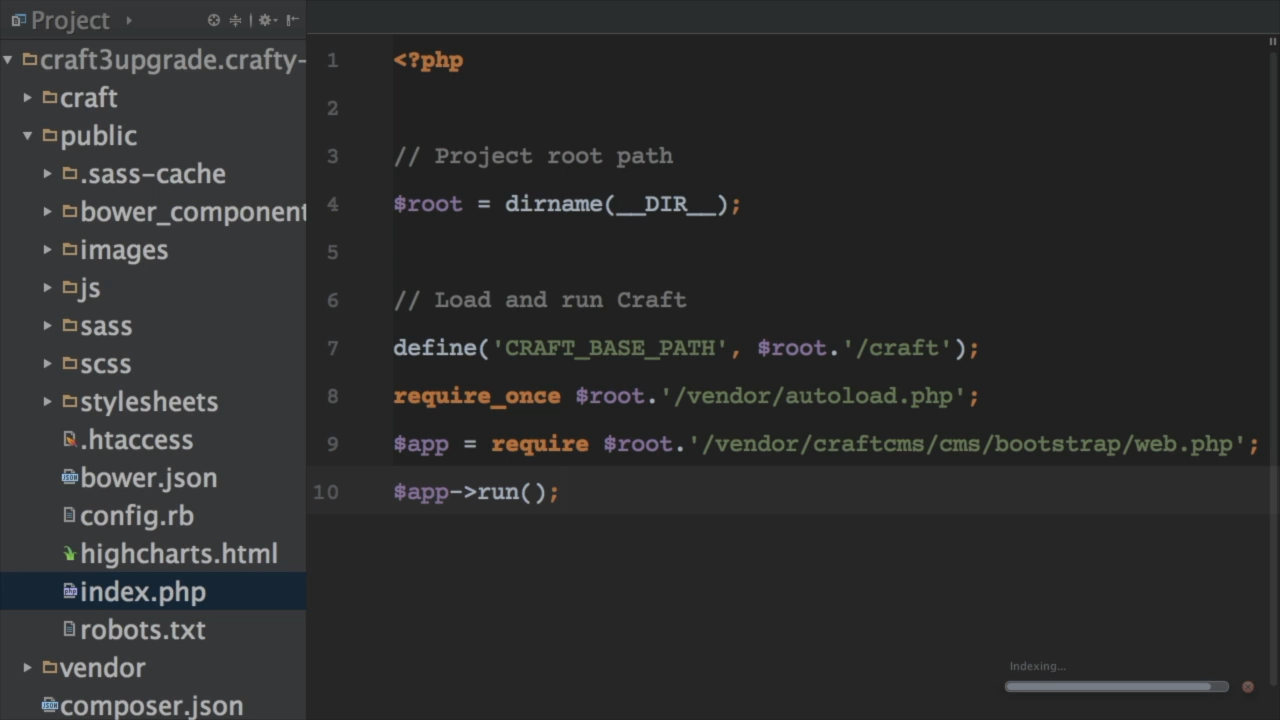 Project
craft3upgrade.crafty-
craft
public
.sass-cache
bower_component
images
js
sass
scss
stylesheets
.htaccess
bower.json
config.rb
highcharts.html
index.php
robots.txt
vendor
composer.json
1 <?php
2
3 // Project root path
4 $root = dirname(__DIR__);
5
6 // Load and run Craft
7 define('CRAFT_BASE_PATH', $root.'/craft');
8 require_once $root.'/vendor/autoload.php';
9 $app = require $root.'/vendor/craftcms/cms/bootstrap/web.php';
10 $app->run();
Indexing...